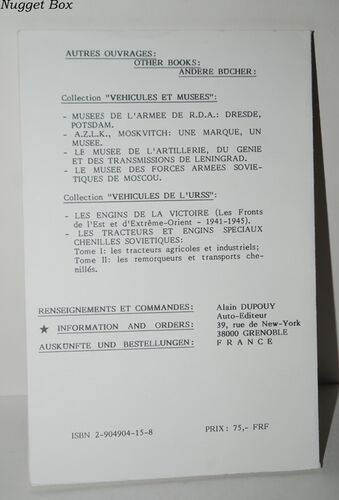 Nugget Box
AUTRES OUVRAGES:
OTHER BOOKS:
ANDERE BÜCHER:
Collection "VEHICULES ET MUSEES":
- MUSEES DE L'ARMEE DE R.D.A.: DRESDE,
POTSDAM.
- A.Z.L.K., MOSKVITCH: UNE MARQUE, UN
MUSEE.
- LE MUSEE DE L'ARTILLERIE, DU GENIE
ET DES TRANSMISSIONS DE LENINGRAD.
- LE MUSEE DES FORCES ARMEES SOVIE-
TIQUES DE MOSCOU.
Collection "VEHICULES DE L'URSS":
- LES ENGINS DE LA VICTOIRE (Les Fronts
de l'Est et d'Extrême-Orient - 1941-1945).
- LES TRACTEURS ET ENGINS SPECIAUX
CHENILLES SOVIETIQUES:
Tome I: les tracteurs agricoles et industriels;
Tome II: les remorqueurs et transports che-
nillés.
RENSEIGNEMENTS ET COMMANDES: Alain DUPOUY
Auto-Editeur
★ INFORMATION AND ORDERS: 39, rue de New-York
38000 GRENOBLE
AUSKÜNFTE UND BESTELLUNGEN: FRANCE
ISBN 2-904904-15-8 PRIX: 75,- FRF